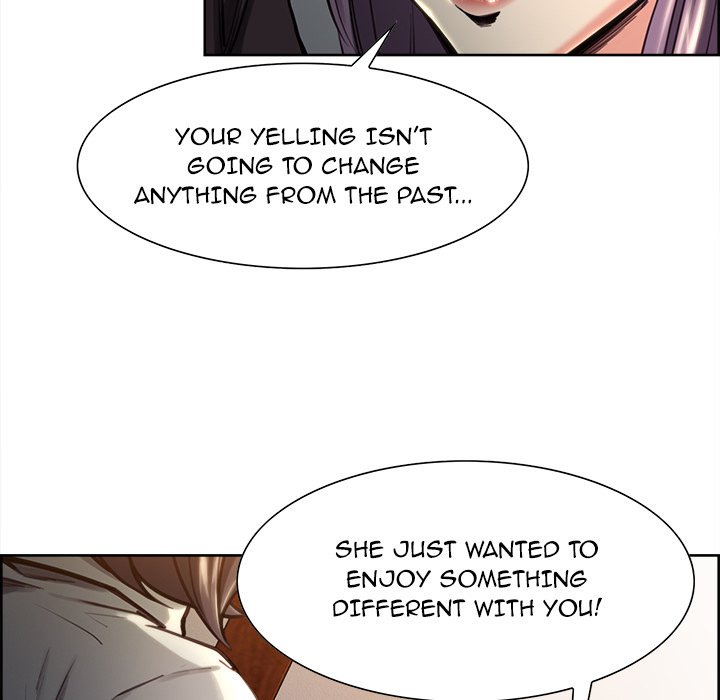 YOUR YELLING ISN'T
GOING TO CHANGE
ANYTHING FROM THE PAST...
SHE JUST WANTED TO
ENJOY SOMETHING
DIFFERENT WITH YOU!